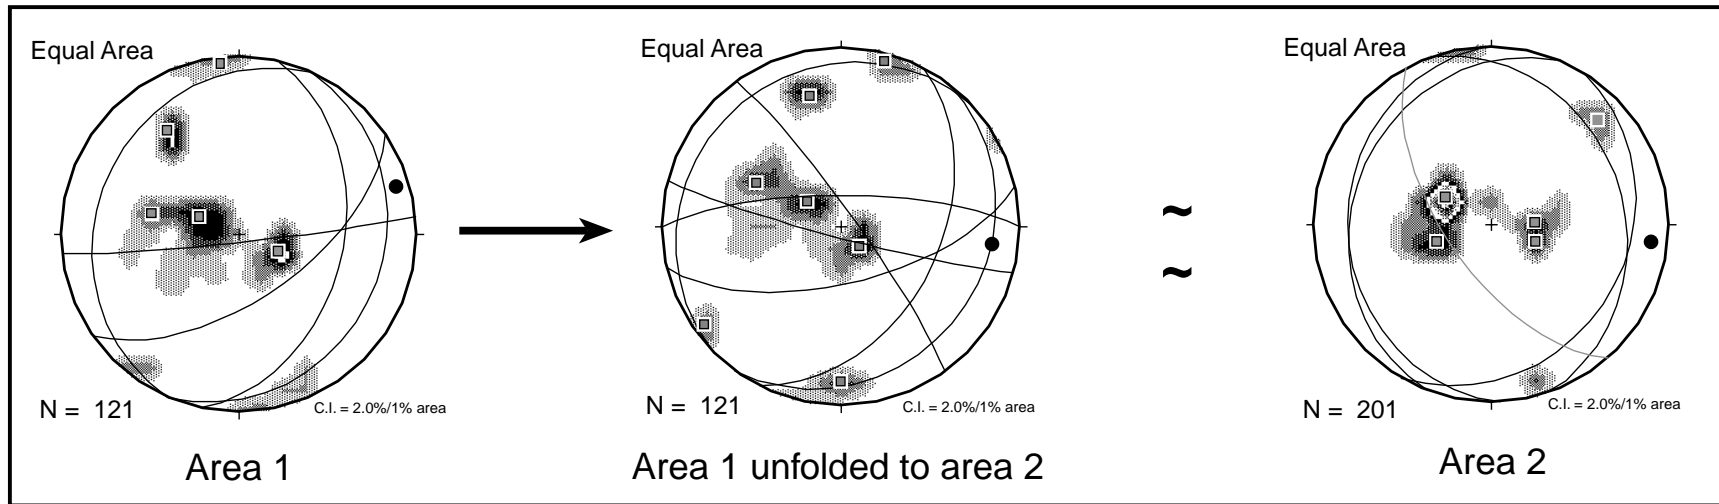 Equal Area
N = 121
C.I. = 2.0%/1% area
Area 1
Equal Area
N = 121
C.I. = 2.0%/1% area
Area 1 unfolded to area 2
≈
≈
Equal Area
N = 201
C.I. = 2.0%/1% area
Area 2